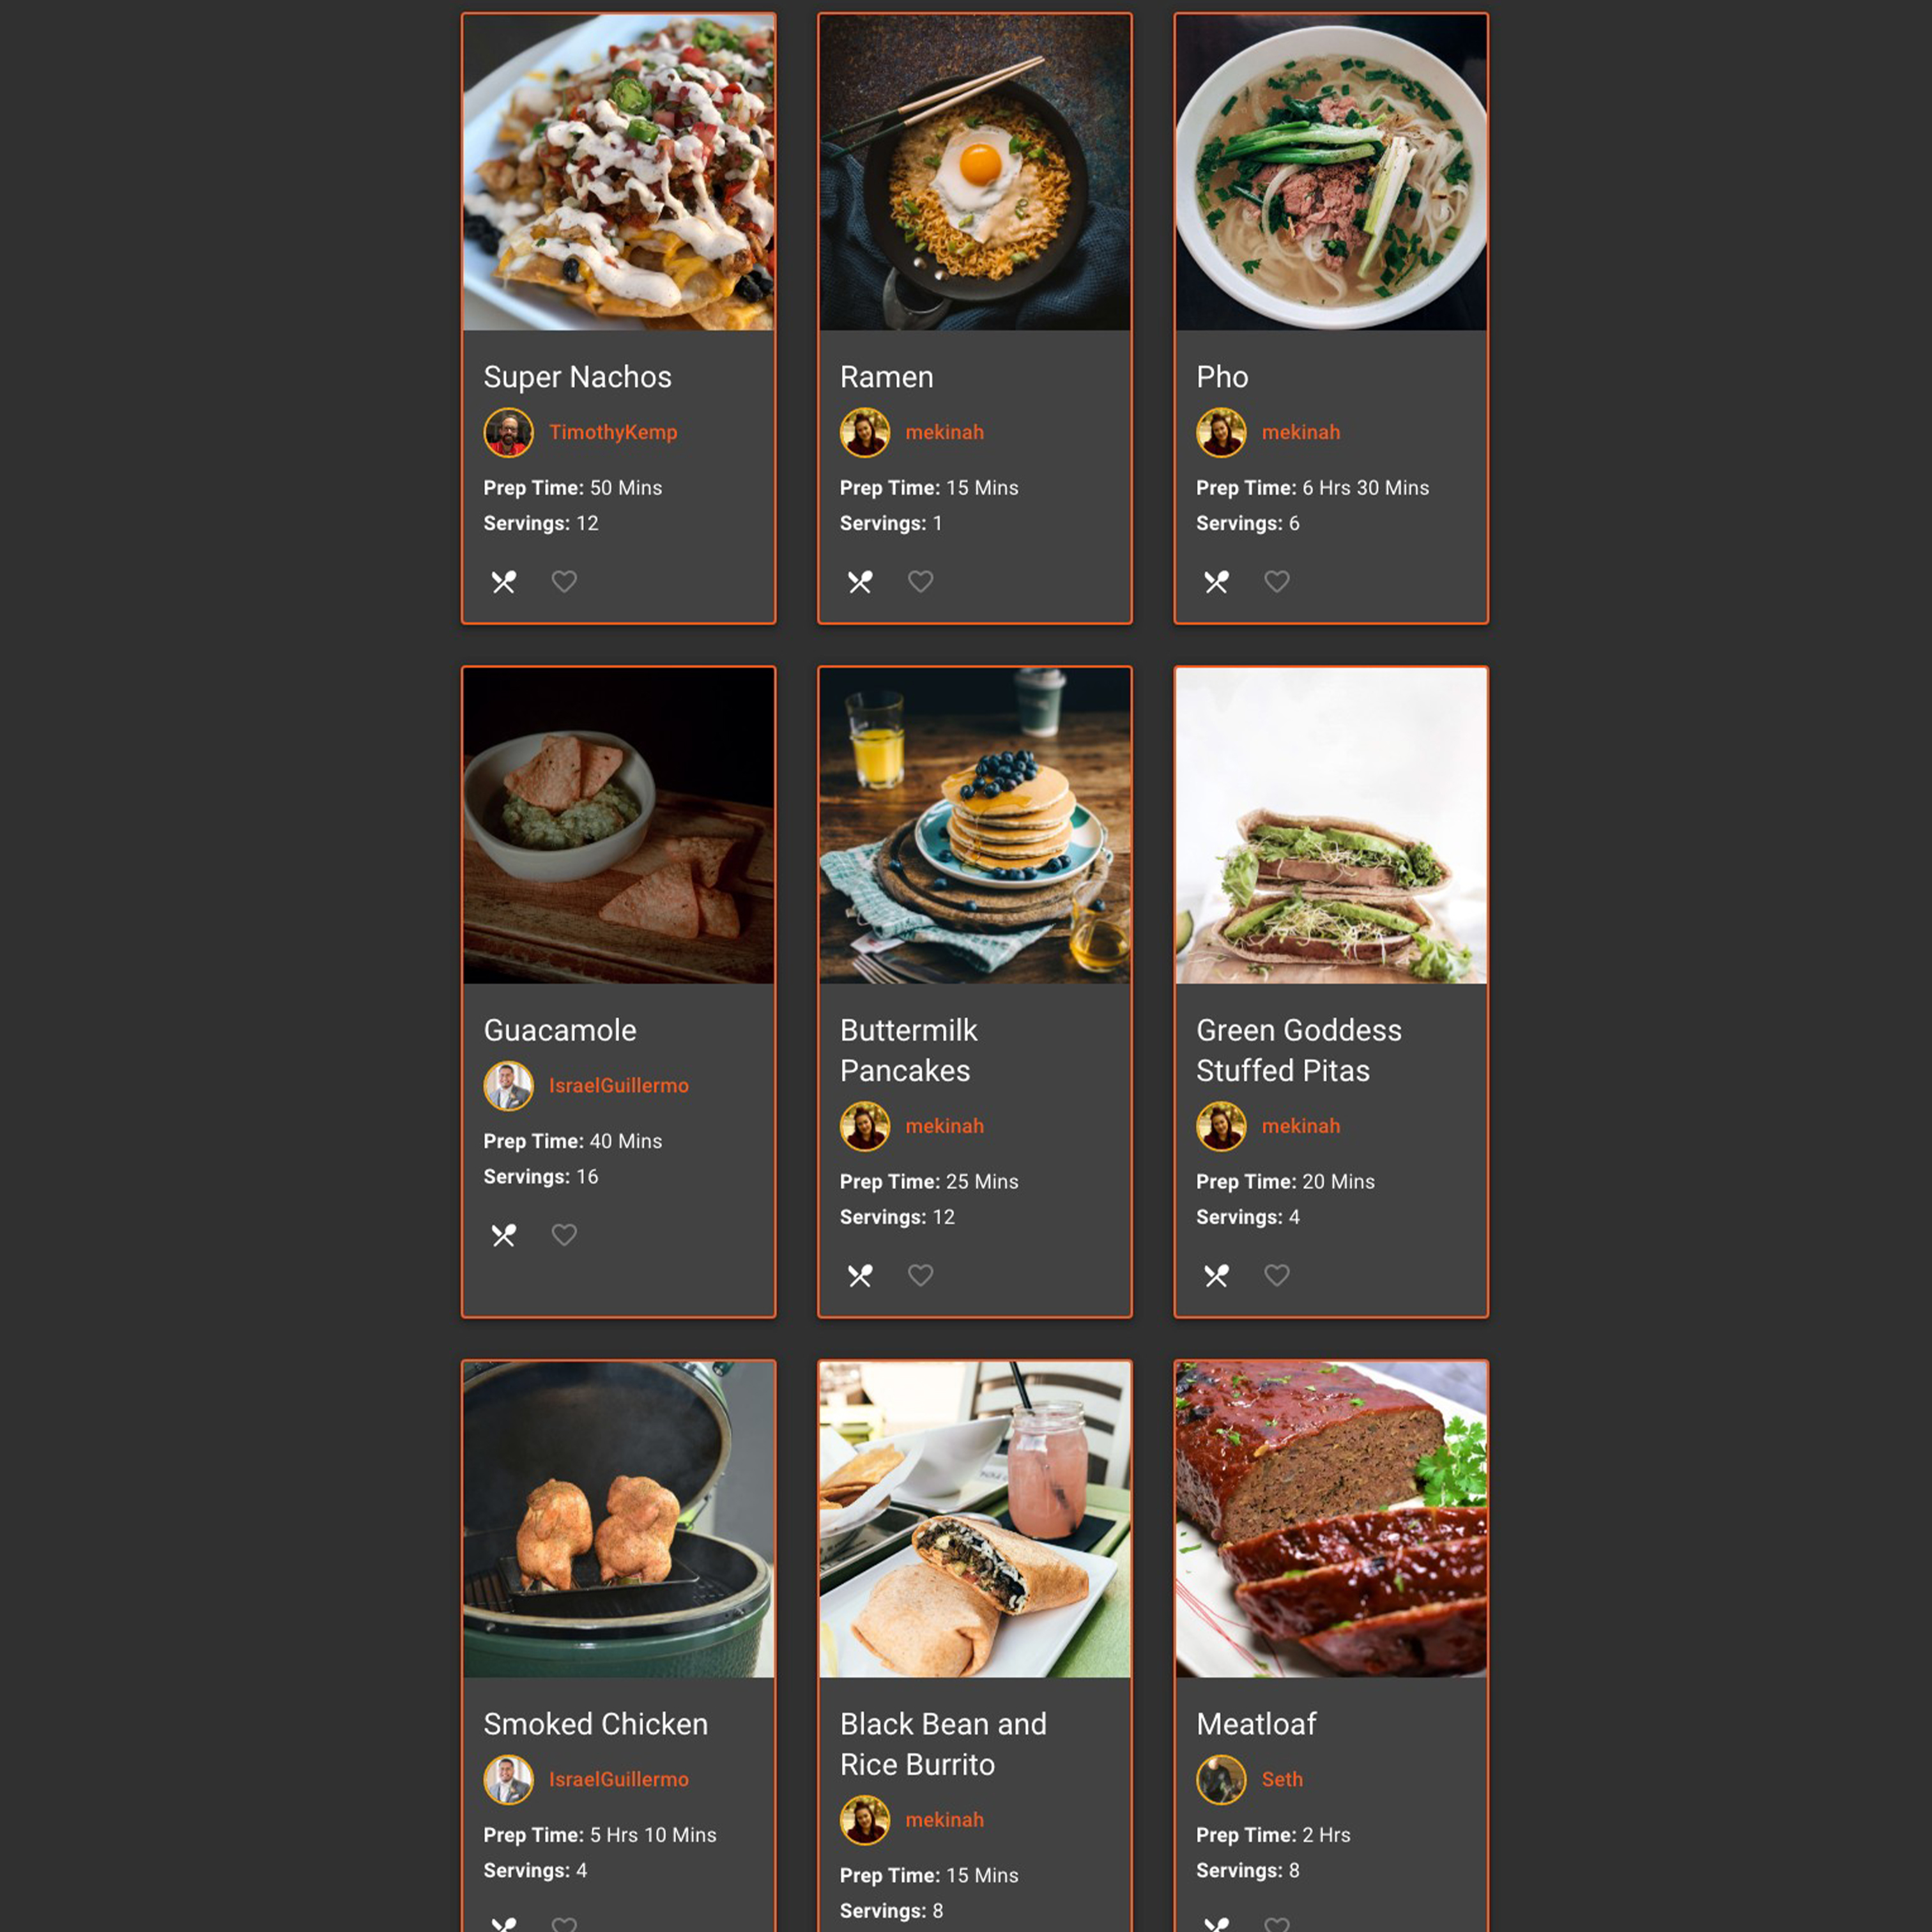 Super Nachos
TimothyKemp
Prep Time: 50 Mins
Servings: 12
Ramen
mekinah
Prep Time: 15 Mins
Servings: 1
Pho
mekinah
Prep Time: 6 Hrs 30 Mins
Servings: 6
Guacamole
IsraelGuillermo
Prep Time: 40 Mins
Servings: 16
Buttermilk
Pancakes
mekinah
Prep Time: 25 Mins
Servings: 12
Green Goddess
Stuffed Pitas
mekinah
Prep Time: 20 Mins
Servings: 4
Smoked Chicken
IsraelGuillermo
Prep Time: 5 Hrs 10 Mins
Servings: 4
Black Bean and
Rice Burrito
mekinah
Prep Time: 15 Mins
Servings: 8
Meatloaf
Seth
Prep Time: 2 Hrs
Servings: 8